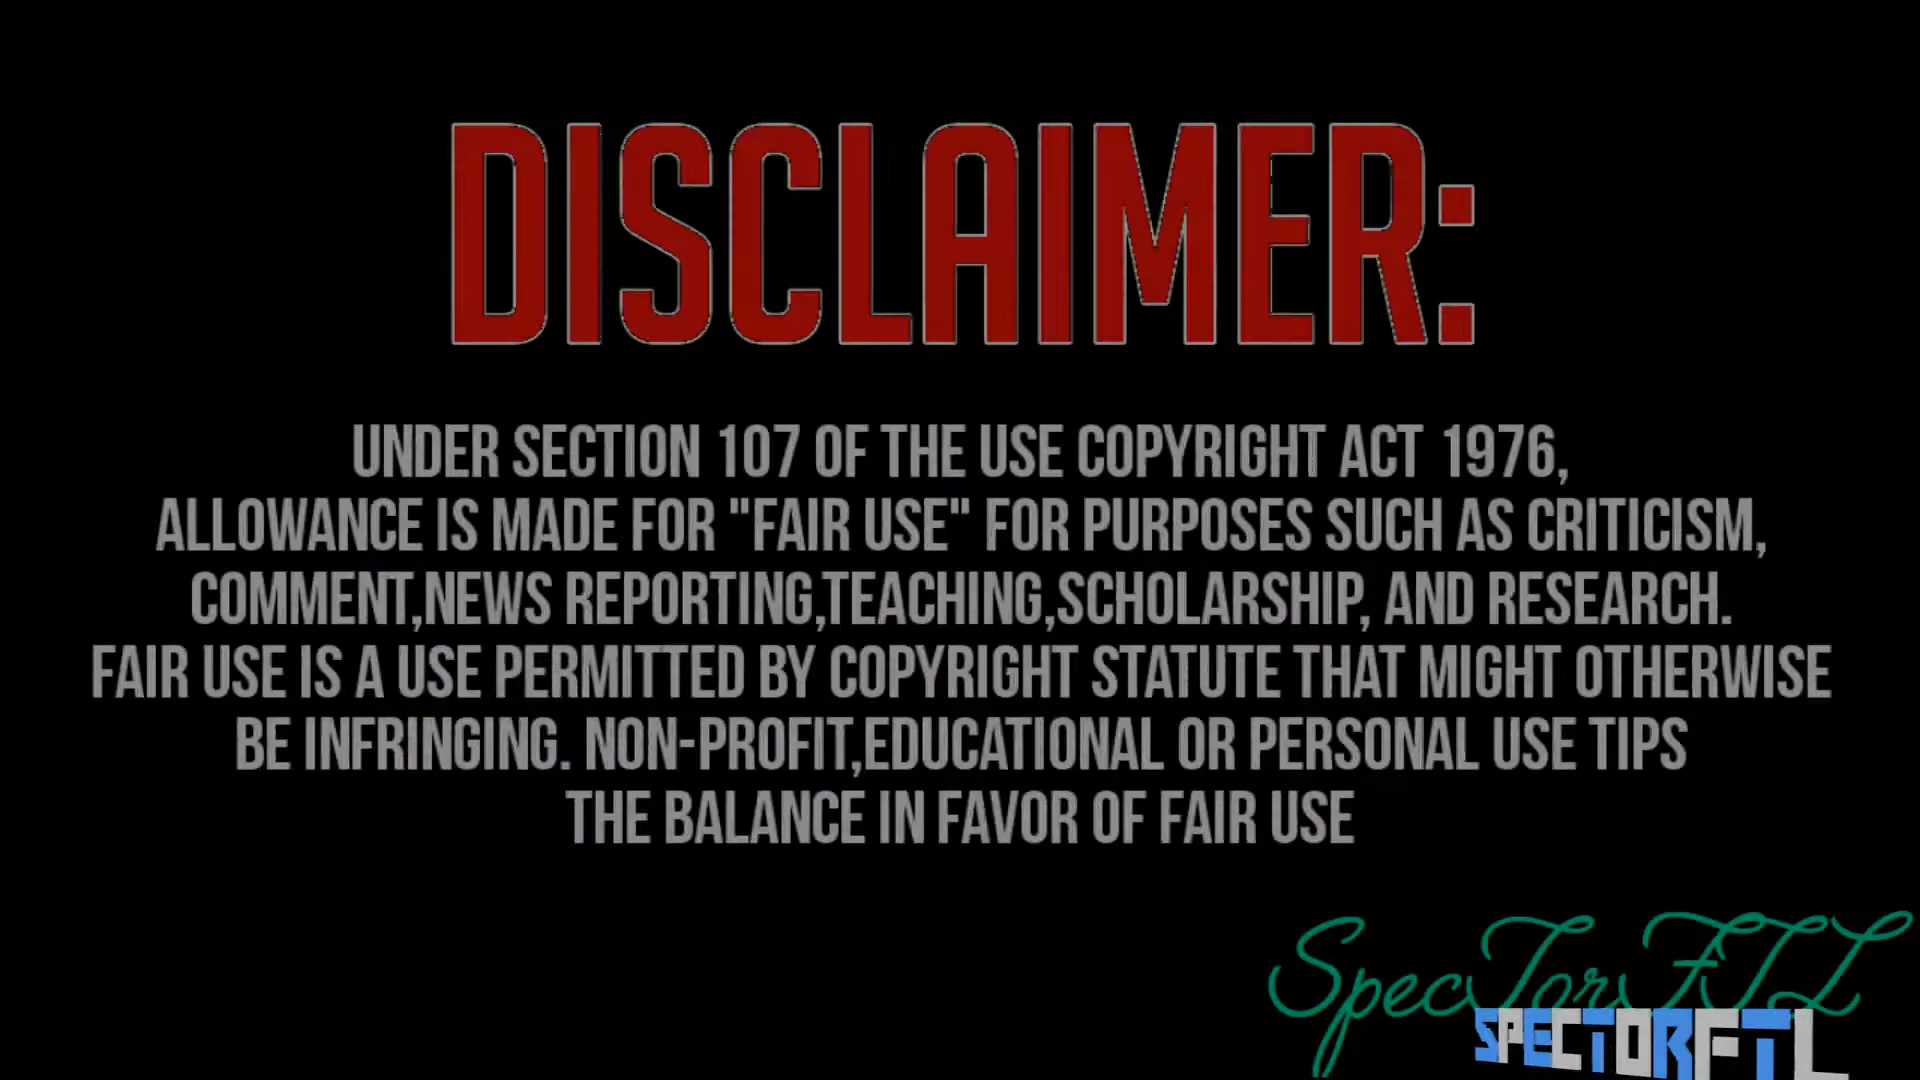 DISCLAIMER:
UNDER SECTION 107 OF THE USE COPYRIGHT ACT 1976,
ALLOWANCE IS MADE FOR "FAIR USE" FOR PURPOSES SUCH AS CRITICISM,
COMMENT,NEWS REPORTING,TEACHING,SCHOLARSHIP, AND RESEARCH.
FAIR USE IS A USE PERMITTED BY COPYRIGHT STATUTE THAT MIGHT OTHERWISE
BE INFRINGING. NON-PROFIT,EDUCATIONAL OR PERSONAL USE TIPS
THE BALANCE IN FAVOR OF FAIR USE
SpecTorFTL
SPECTORFTL